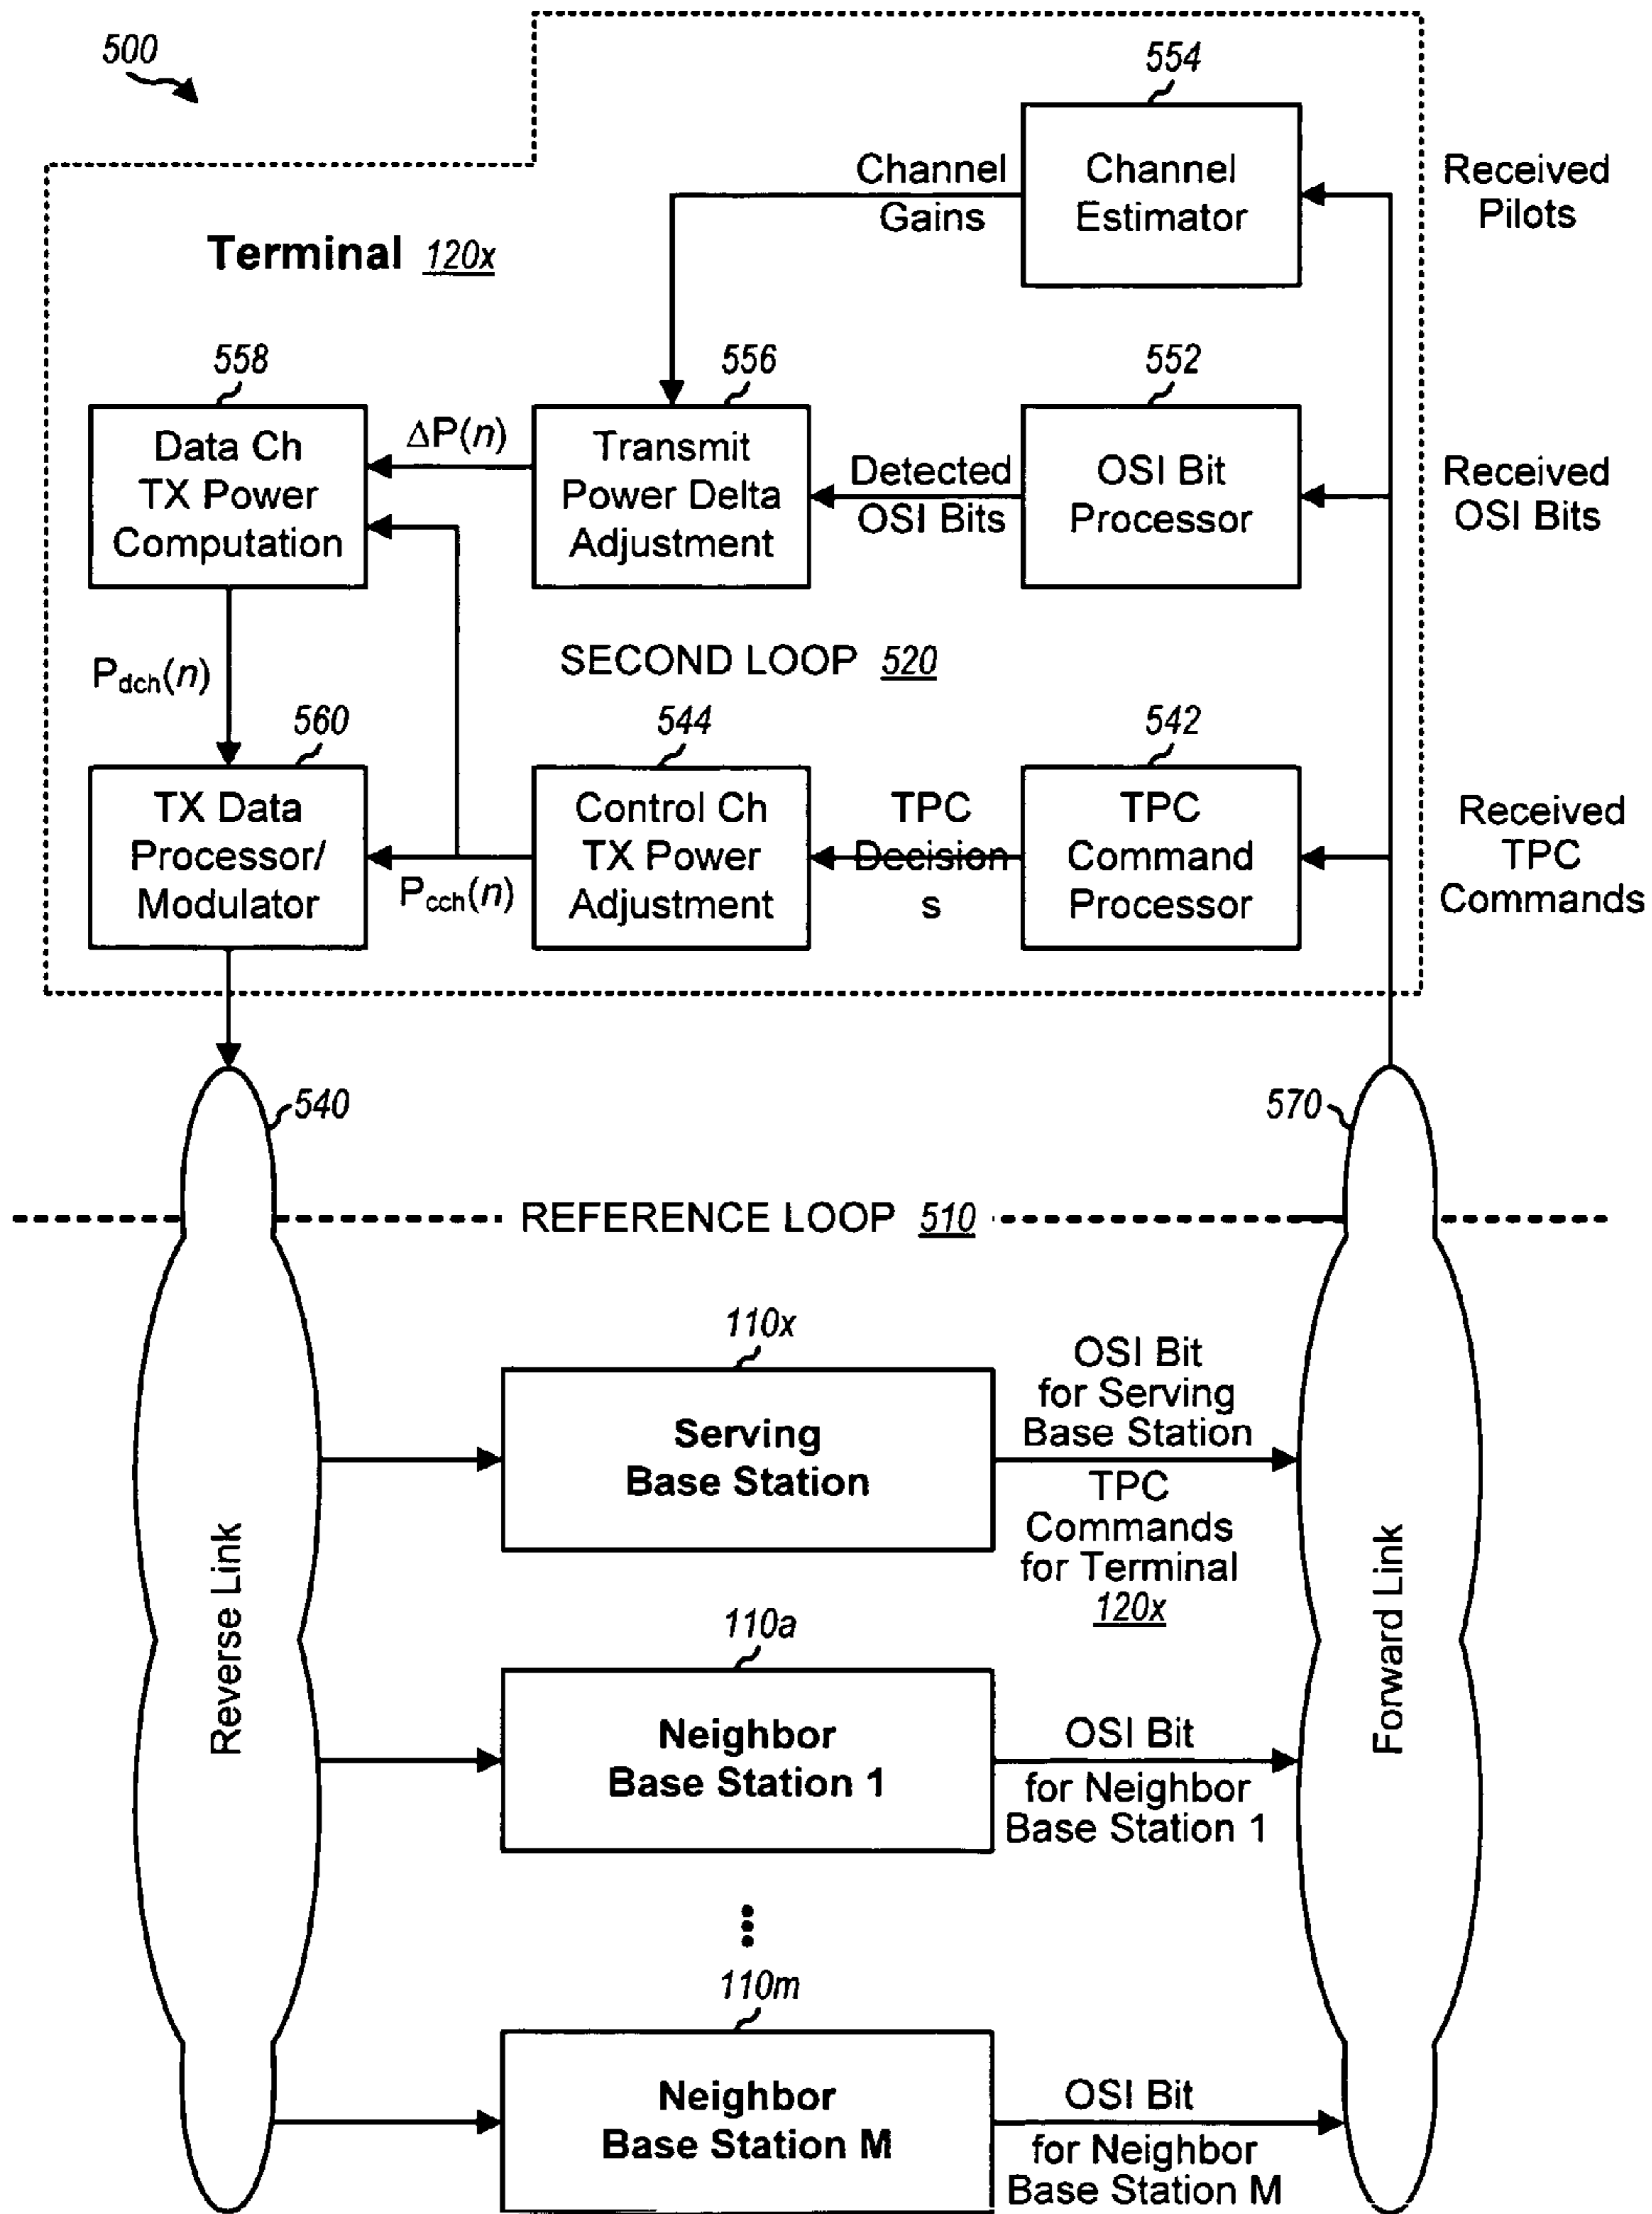 500
554
Channel
Gains
Channel
Estimator
Received
Pilots
Terminal 120x
558
556
552
Data Ch
TX Power
Computation
ΔP(n)
Transmit
Power Delta
Adjustment
Detected
OSI Bits
OSI Bit
Processor
Received
OSI Bits
SECOND LOOP 520
Pdch(n)
560
544
542
TX Data
Processor/
Modulator
Pcch(n)
Control Ch
TX Power
Adjustment
TPC
Decision
s
TPC
Command
Processor
Received
TPC
Commands
540
570
REFERENCE LOOP 510
110x
Serving
Base Station
OSI Bit
for Serving
Base Station
TPC
Commands
for Terminal
120x
Reverse Link
Forward Link
110a
Neighbor
Base Station 1
OSI Bit
for Neighbor
Base Station 1
110m
Neighbor
Base Station M
OSI Bit
for Neighbor
Base Station M